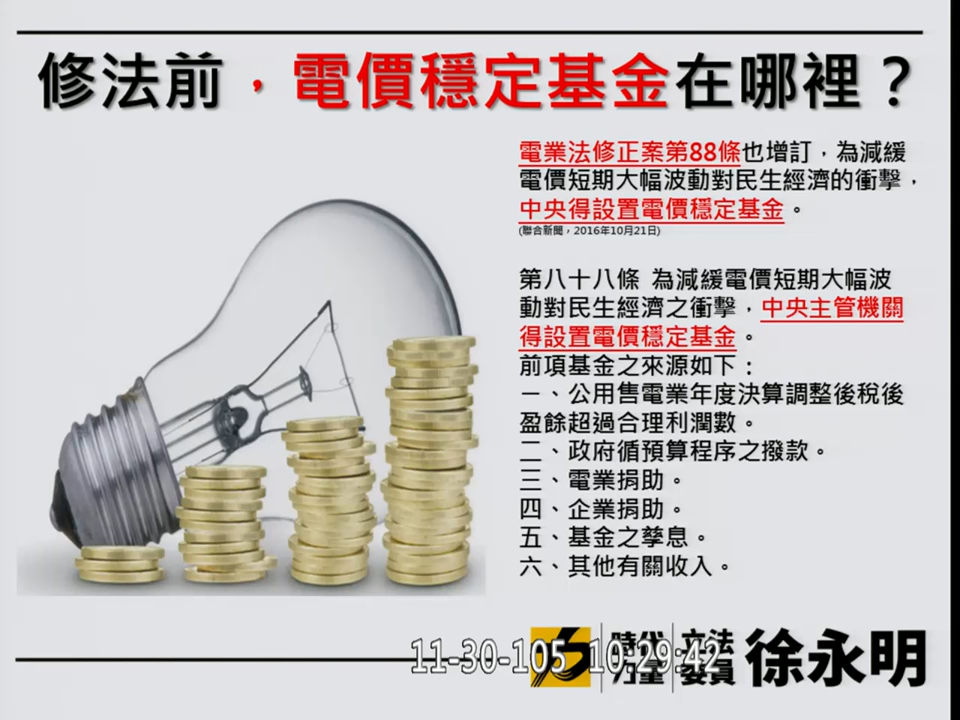 修法前，電價穩定基金在哪裡？
電業法修正案第88條也增訂，為減緩
電價短期大幅波動對民生經濟的衝擊，
中央得設置電價穩定基金。
(聯合新聞，2016年10月21日)
第八十八條 為減緩電價短期大幅波
動對民生經濟之衝擊，中央主管機關
得設置電價穩定基金。
前項基金之來源如下：
一、公用售電業年度決算調整後稅後
盈餘超過合理利潤數。
二、政府循預算程序之撥款。
三、電業捐助。
四、企業捐助。
五、基金之孳息。
六、其他有關收入。
時代
力量
立法
委員
徐永明
11-30-105 10:29:42